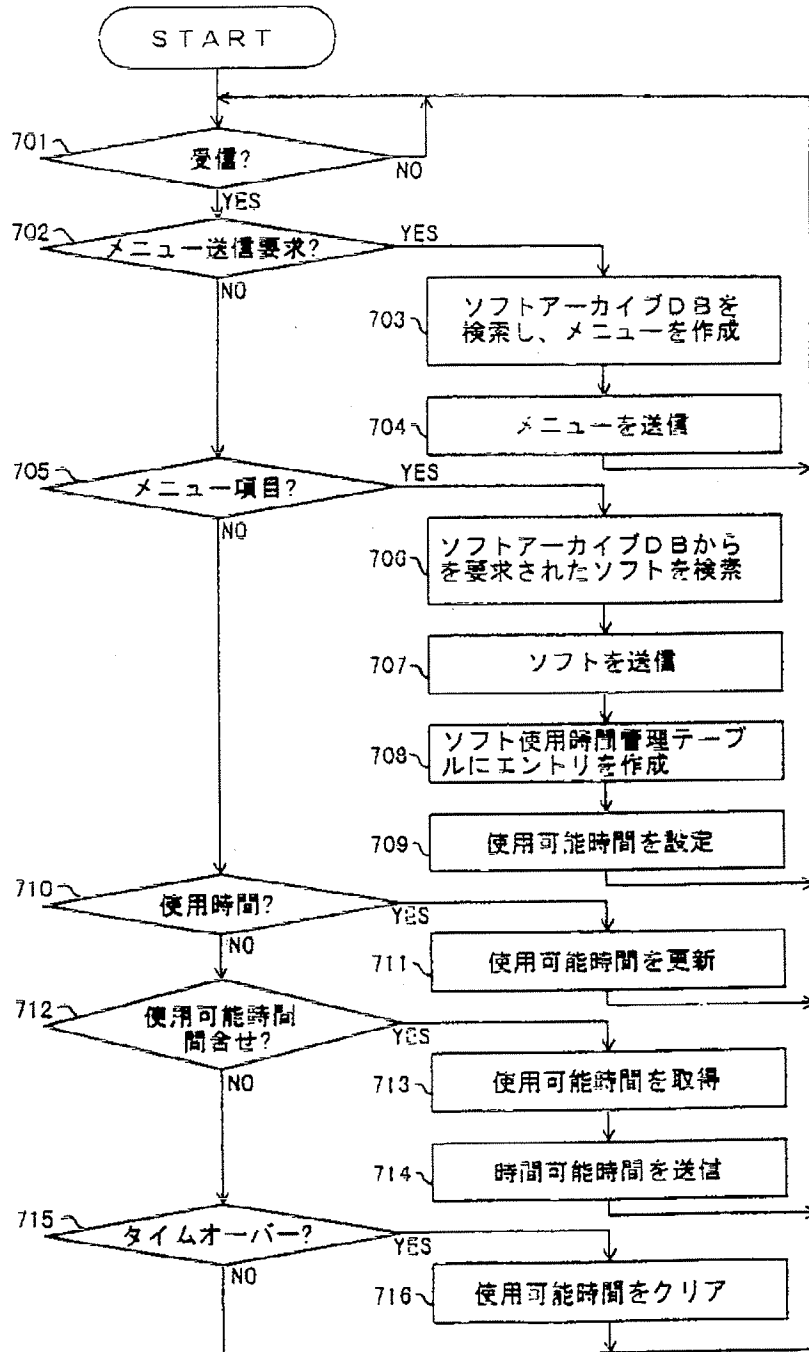 START
701
受信?
NO
YES
702
メニュー送信要求?
YES
NO
703
ソフトアーカイブDBを
検索し、メニューを作成
704
メニューを送信
705
メニュー項目?
YES
NO
706
ソフトアーカイブDBから
を要求されたソフトを検索
707
ソフトを送信
708
ソフト使用時間管理テーブ
ルにエントリを作成
709
使用可能時間を設定
710
使用時間?
YES
NO
711
使用可能時間を更新
712
使用可能時間
問合せ?
YES
NO
713
使用可能時間を取得
714
時間可能時間を送信
715
タイムオーバー?
YES
NO
716
使用可能時間をクリア